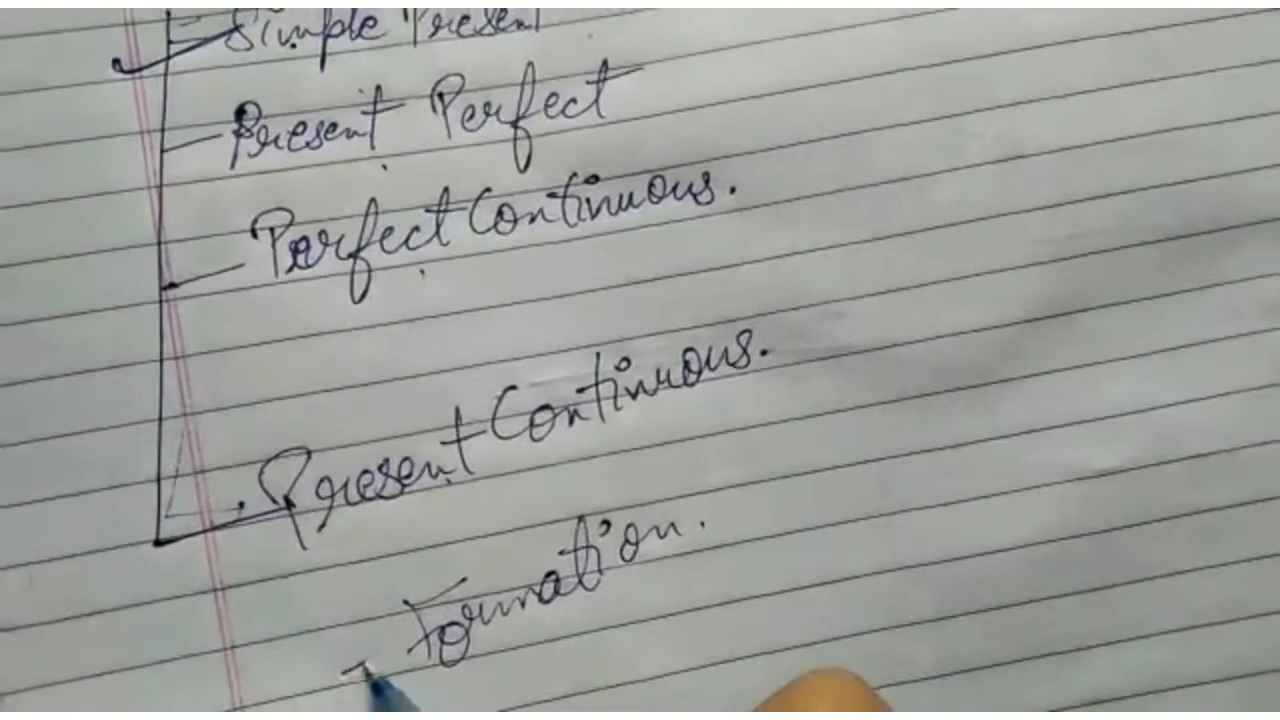 Simple Present
Present Perfect
Perfect Continuous.
Present Continuous.
Formation.